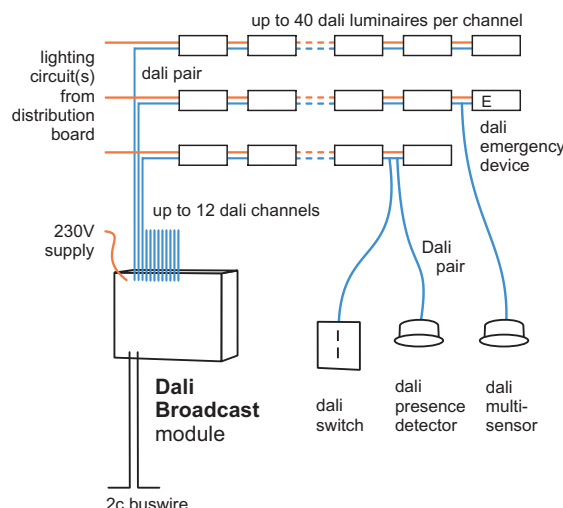 up to 40 dali luminaires per channel
lighting
circuit(s)
from
distribution
board
dali pair
E
dali
emergency
device
up to 12 dali channels
230V
supply
Dali
pair
Dali
Broadcast
module
dali
switch
dali
presence
detector
dali
multi-
sensor
2c buswire